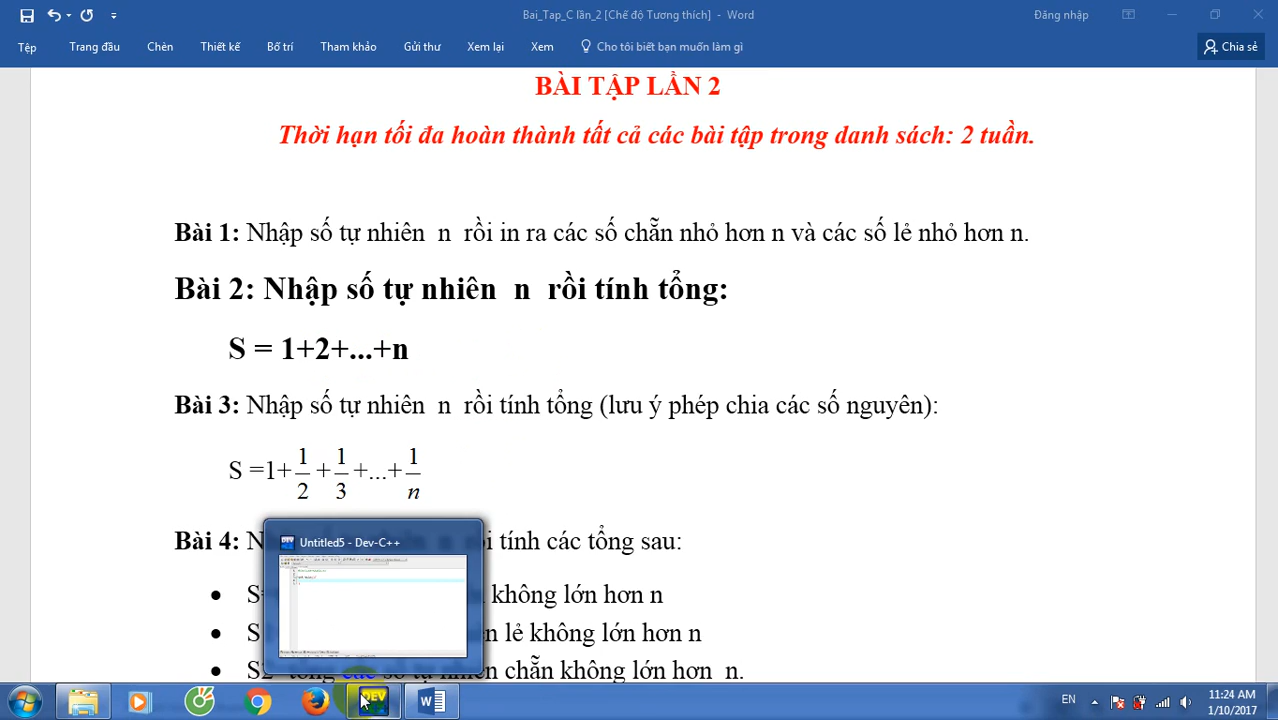 Bai_Tap_C lần_2 [Chế độ Tương thích] - Word
Đăng nhập
Tệp Trang đầu Chèn Thiết kế Bố trí Tham khảo Gửi thư Xem lại Xem Cho tôi biết bạn muốn làm gì Chia sẻ
BÀI TẬP LẦN 2
Thời hạn tối đa hoàn thành tất cả các bài tập trong danh sách: 2 tuần.
Bài 1: Nhập số tự nhiên n rồi in ra các số chẵn nhỏ hơn n và các số lẻ nhỏ hơn n.
Bài 2: Nhập số tự nhiên n rồi tính tổng:
S = 1+2+...+n
Bài 3: Nhập số tự nhiên n rồi tính tổng (lưu ý phép chia các số nguyên):
S =1+1/2+1/3+...+1/n
Bài 4: n rồi tính các tổng sau:
Untitled5 - Dev-C++
không lớn hơn n
lẻ không lớn hơn n
các số tự nhiên chẵn không lớn hơn n.
DEV
EN
11:24 AM
1/10/2017